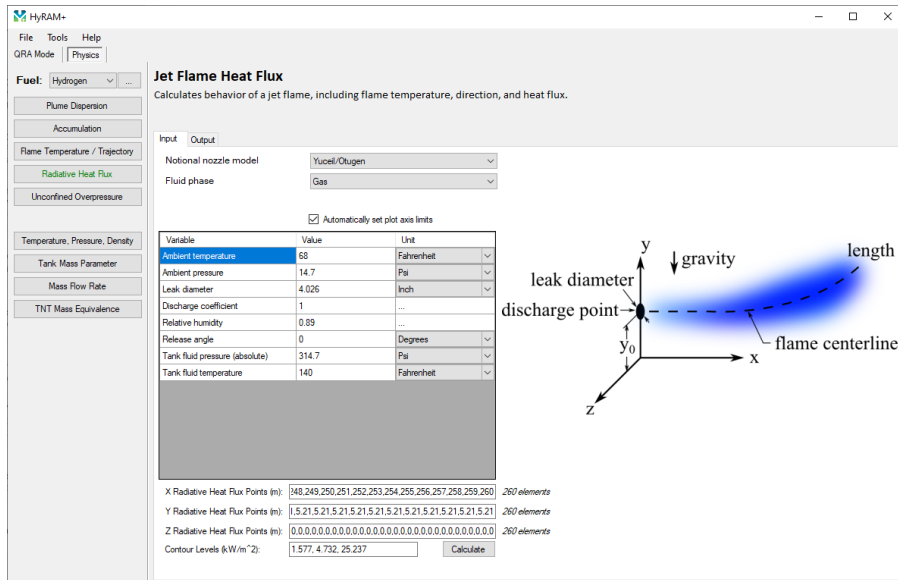 HyRAM+
File Tools Help
QRA Mode Physics
Fuel: Hydrogen ...
Plume Dispersion
Accumulation
Flame Temperature / Trajectory
Radiative Heat Flux
Unconfined Overpressure
Temperature, Pressure, Density
Tank Mass Parameter
Mass Flow Rate
TNT Mass Equivalence
Jet Flame Heat Flux
Calculates behavior of a jet flame, including flame temperature, direction, and heat flux.
Input Output
Notional nozzle model Yuceil/Otugen
Fluid phase Gas
Automatically set plot axis limits
Variable Value Unit
Ambient temperature 68 Fahrenheit
Ambient pressure 14.7 Psi
Leak diameter 4.026 Inch
Discharge coefficient 1 ...
Relative humidity 0.89 ...
Release angle 0 Degrees
Tank fluid pressure (absolute) 314.7 Psi
Tank fluid temperature 140 Fahrenheit
X Radiative Heat Flux Points (m): 248,249,250,251,252,253,254,255,256,257,258,259,260 260 elements
Y Radiative Heat Flux Points (m): 1,5.21,5.21,5.21,5.21,5.21,5.21,5.21,5.21,5.21,5.21,5.21,5.21 260 elements
Z Radiative Heat Flux Points (m): 0,0,0,0,0,0,0,0,0,0,0,0,0,0,0,0,0,0,0,0,0,0,0,0,0,0,0,0,0 260 elements
Contour Levels (kW/m^2): 1.577, 4.732, 25.237 Calculate
y
gravity
length
leak diameter
discharge point
y0
flame centerline
x
z